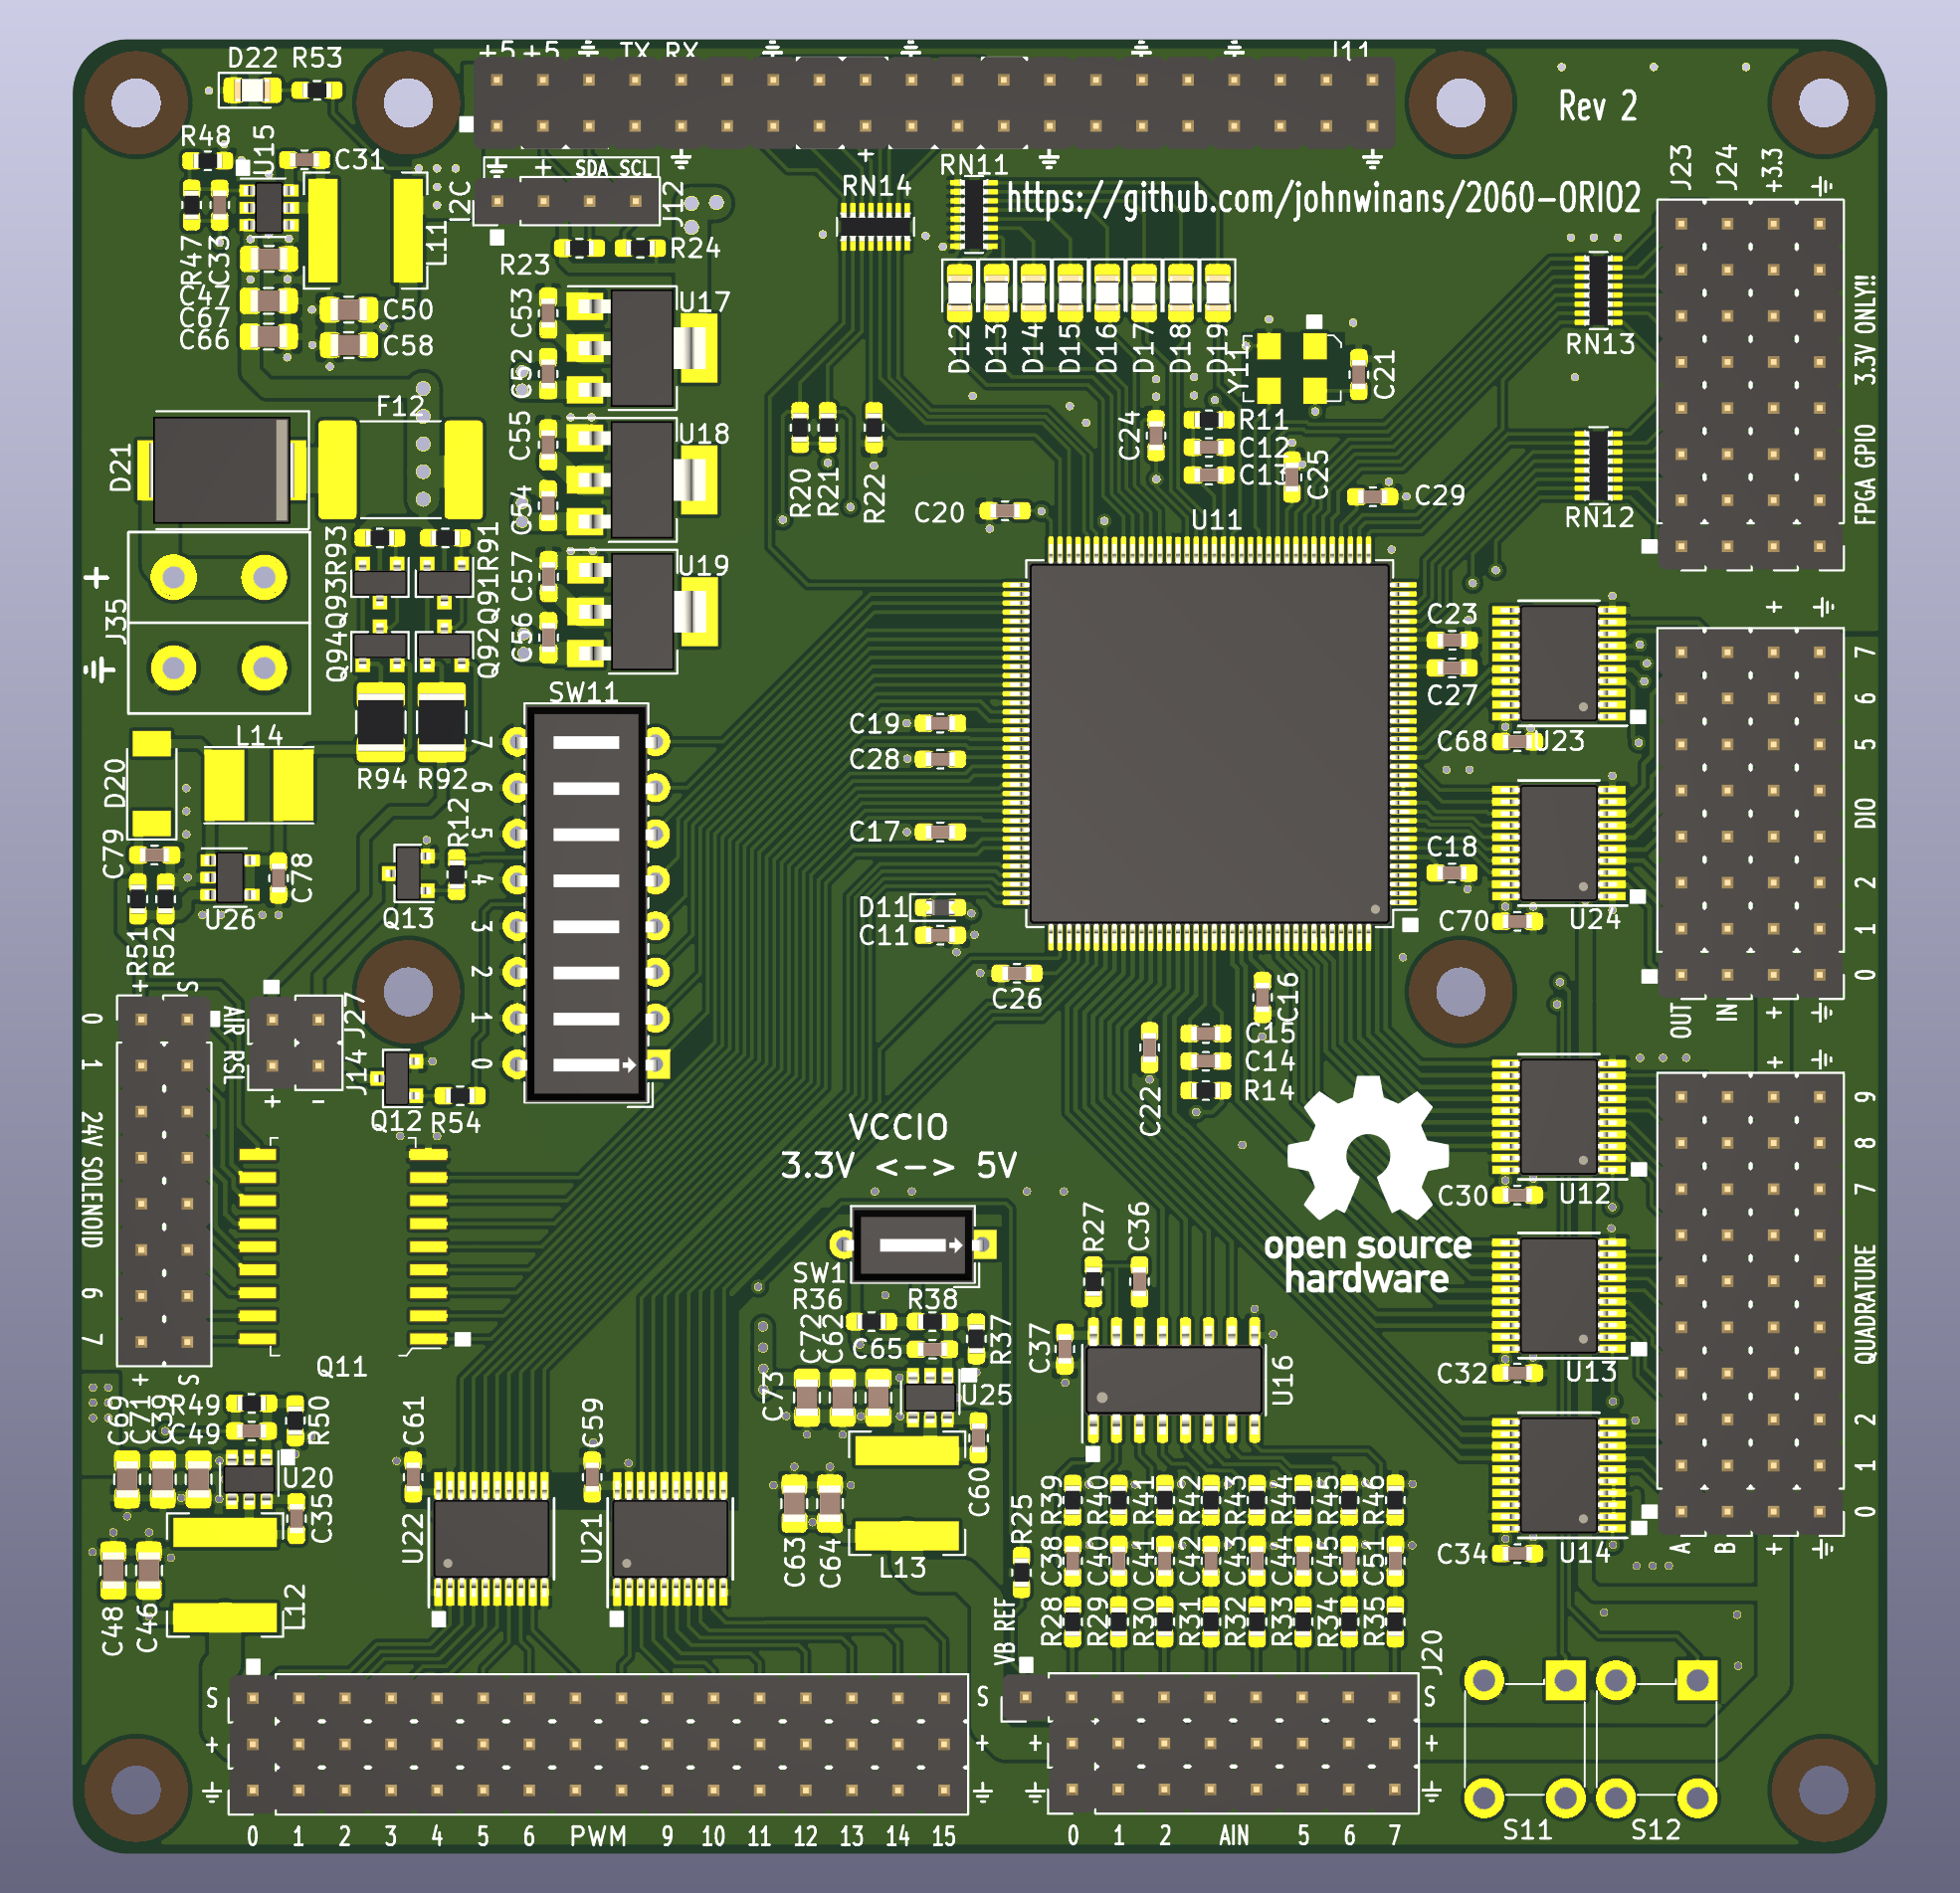 D22 R53
+5 +5 TX RX J11
Rev 2
R48 U15 C31
I2C + SDA SCL J12
RN14 RN11
https://github.com/johnwinans/2060-ORIO2
J23 J24 +3.3
R47 C33 L11
R23 R24
C47
C67
C66
C50
C58
C53 U17
C52
D12 D13 D14 D15 D16 D17 D18 D19
Y11 C21
RN13
3.3V ONLY!!
FPGA GPIO
F12
D21
C55 U18
C54
R20 R21 R22
C24 R11
C12
C13 C25
C29
C20 U11
RN12
R93 R91
Q93 Q91
+ J35
Q94 Q92
C57 U19
C56
C23
C27
+
7
6
5
DIO
2
1
0
SW11
7
6
5
4
3
2
1
0
L14
D20
R94 R92
R12
C19
C28
C17
C68 U23
C18
C70 U24
C79 U26 C78
Q13
R51 R52
D11
C11
C26
C16
C15
C14
R14
C22
OUT IN +
+ S
AIR RSL
J27
J14
+ -
Q12 R54
0
1
24V SOLENOID
6
7
+ S
Q11
VCCIO
3.3V <-> 5V
SW1
open source
hardware
+
9
8
7
QUADRATURE
2
1
0
C30 U12
C32 U13
C34 U14
A B +
R36 R38
C72 C62 C65 R37
C73 U25
C60
C63 C64 L13
R27 C36
C37 U16
C69 C71 C39 R49
C49 R50
U20
C35
C48 C46 L12
C61 C59
U22 U21
R25
VB REF
R39 R40 R41 R42 R43 R44 R45 R46
C38 C40 C41 C42 C43 C44 C45 C51
R28 R29 R30 R31 R32 R33 R34 R35
J20
S S S
+ + + +
0 1 2 3 4 5 6 PWM 9 10 11 12 13 14 15
0 1 2 AIN 5 6 7
S11 S12